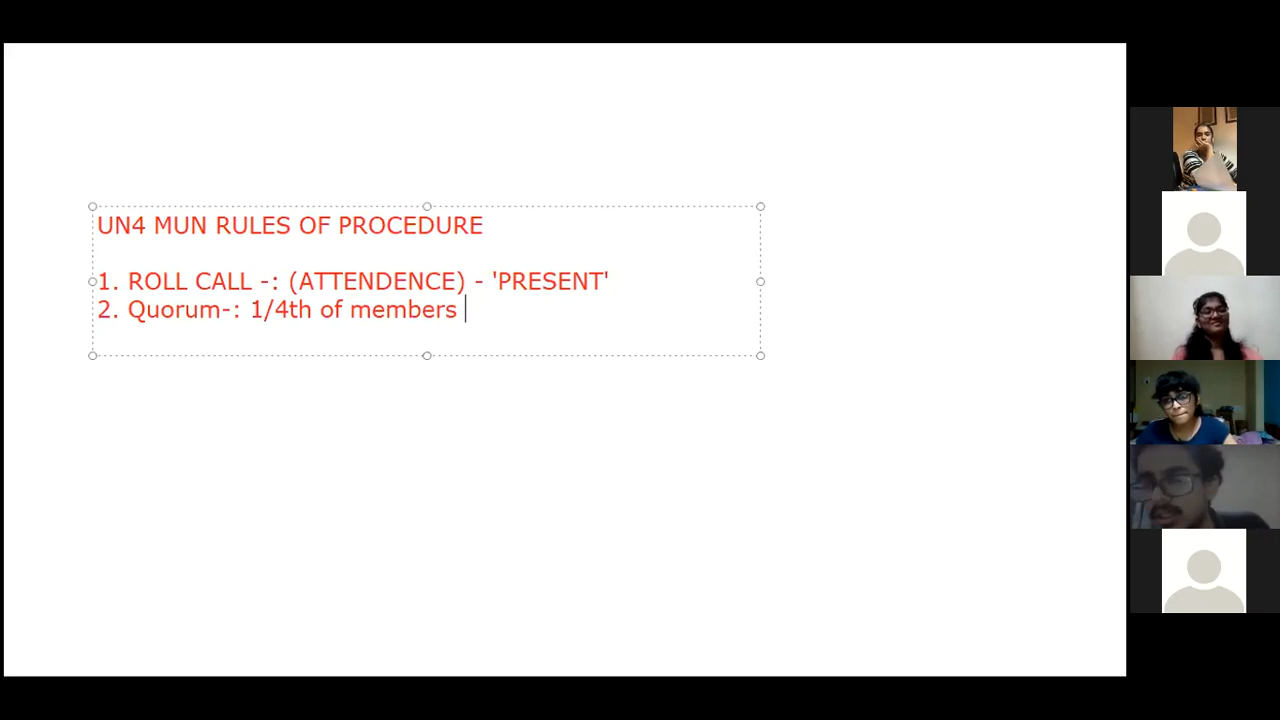 UN4 MUN RULES OF PROCEDURE
1. ROLL CALL -: (ATTENDENCE) - 'PRESENT'
2. Quorum-: 1/4th of members